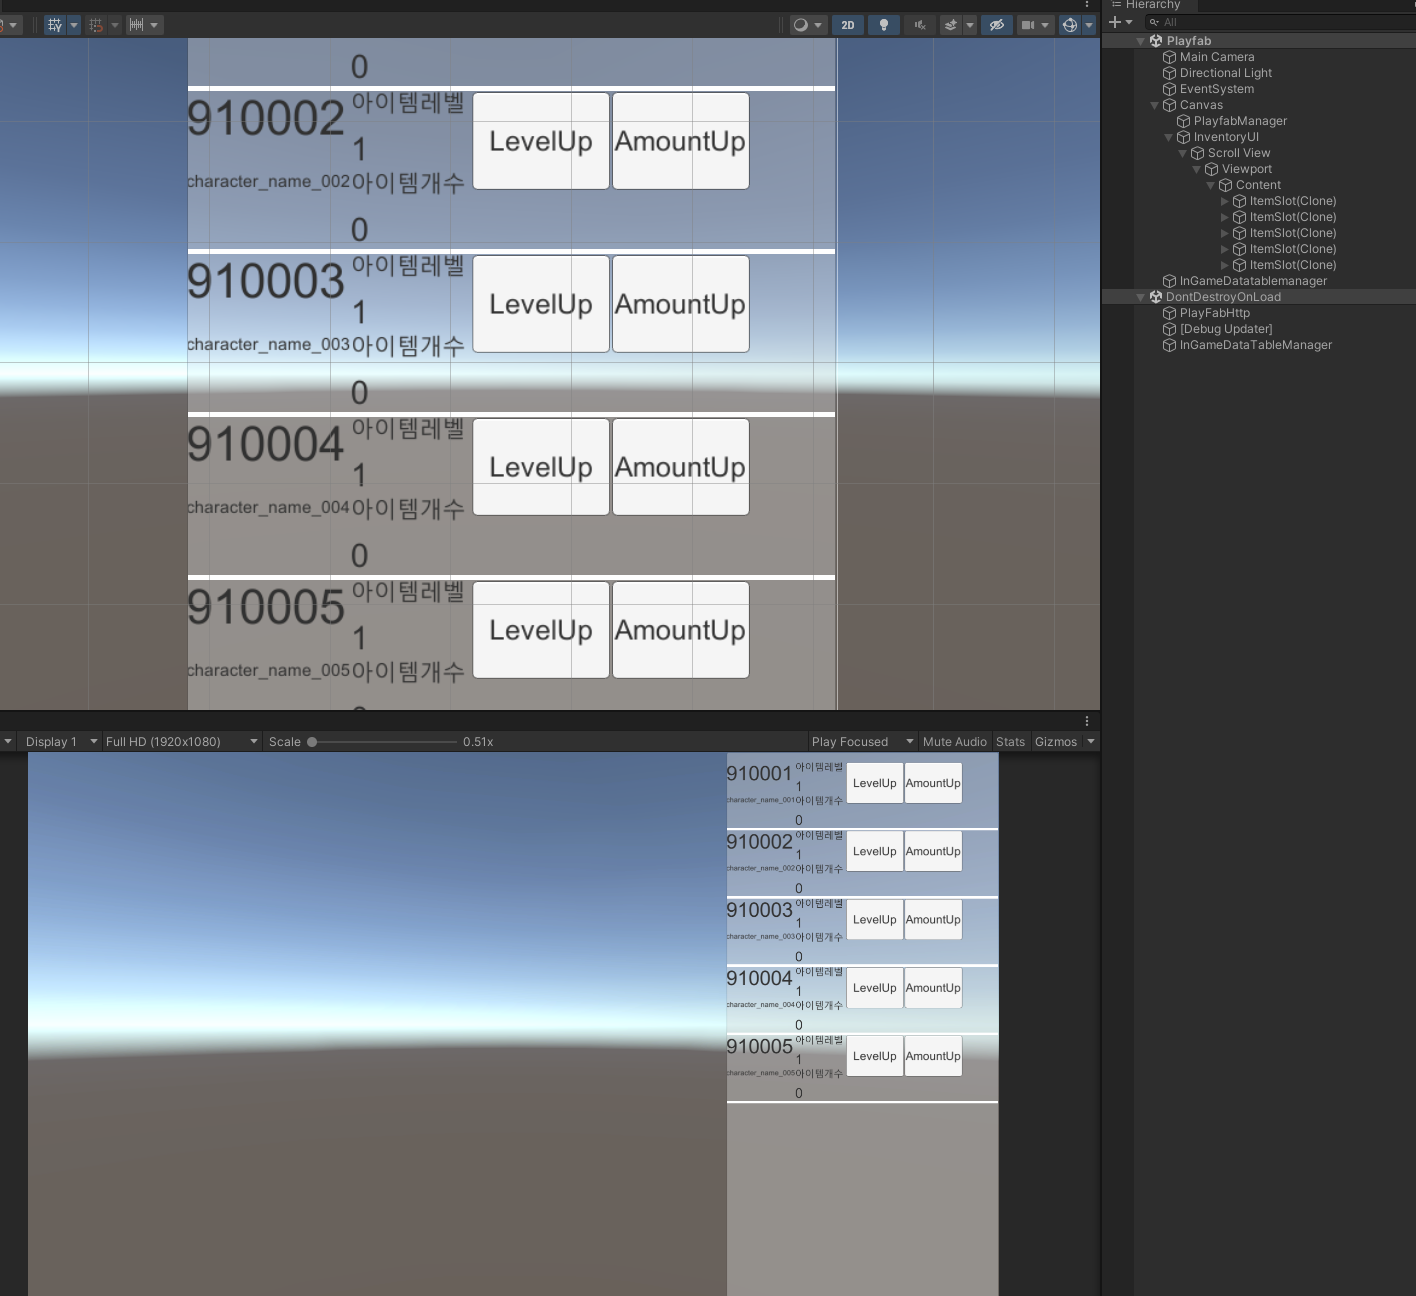 Hierarchy
2D
All
Playfab
Main Camera
Directional Light
EventSystem
Canvas
PlayfabManager
InventoryUI
Scroll View
Viewport
Content
ItemSlot(Clone)
ItemSlot(Clone)
ItemSlot(Clone)
ItemSlot(Clone)
ItemSlot(Clone)
InGameDatatablemanager
DontDestroyOnLoad
PlayFabHttp
[Debug Updater]
InGameDataTableManager
0
910002
아이템레벨
1
character_name_002
아이템개수
0
LevelUp
AmountUp
910003
아이템레벨
1
character_name_003
아이템개수
0
LevelUp
AmountUp
910004
아이템레벨
1
character_name_004
아이템개수
0
LevelUp
AmountUp
910005
아이템레벨
1
character_name_005
아이템개수
LevelUp
AmountUp
Display 1
Full HD (1920x1080)
Scale
0.51x
Play Focused
Mute Audio
Stats
Gizmos
910001
아이템레벨
1
character_name_001
아이템개수
0
LevelUp
AmountUp
910002
아이템레벨
1
character_name_002
아이템개수
0
LevelUp
AmountUp
910003
아이템레벨
1
character_name_003
아이템개수
0
LevelUp
AmountUp
910004
아이템레벨
1
character_name_004
아이템개수
0
LevelUp
AmountUp
910005
아이템레벨
1
character_name_005
아이템개수
0
LevelUp
AmountUp